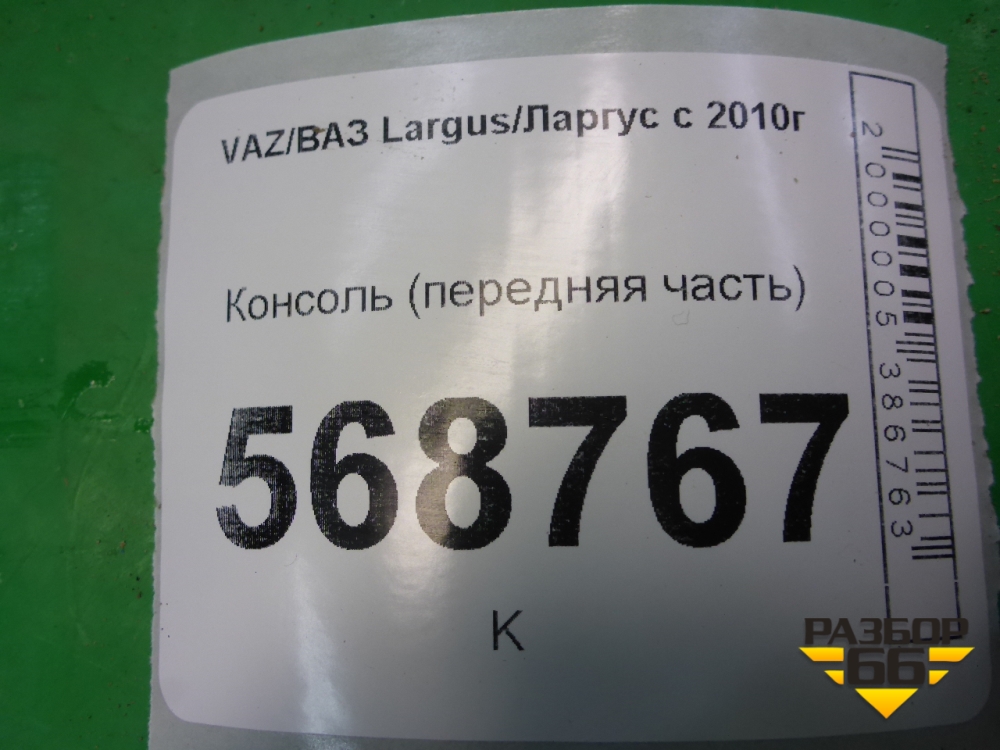 VAZ/ВАЗ Largus/Ларгус с 2010г
Консоль (передняя часть)
568767
К
2000005386763
РАЗБОР
66